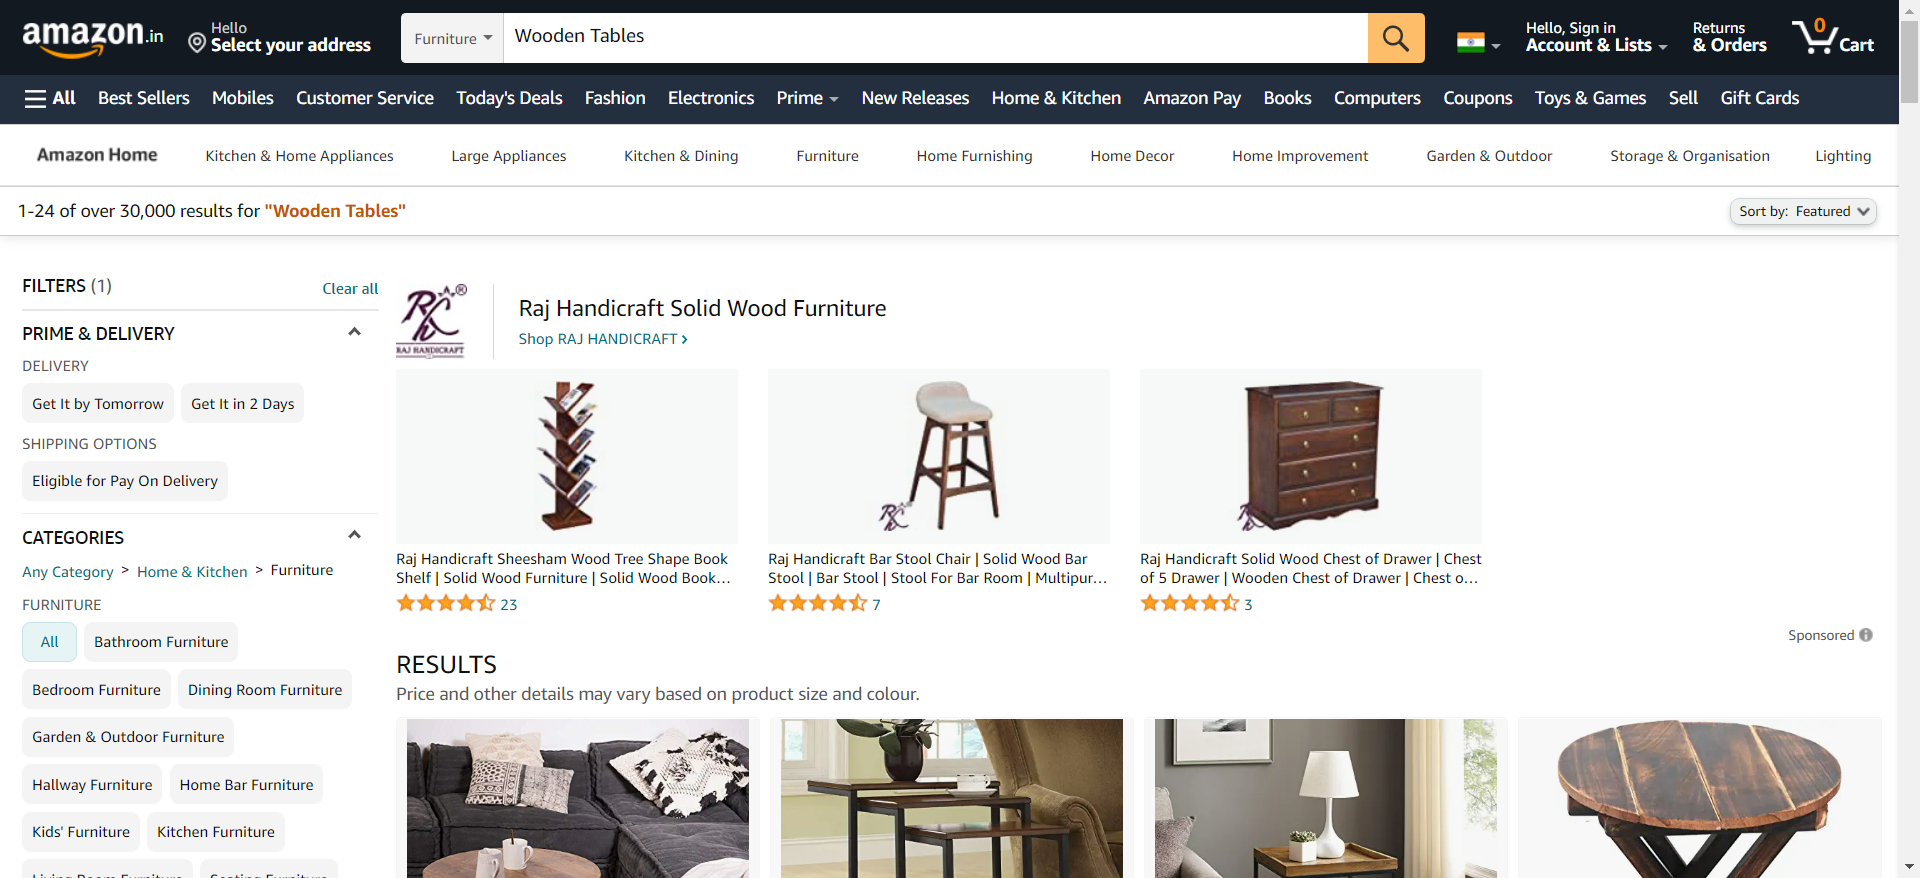 amazon.in
Hello
Select your address
Furniture
Wooden Tables
Hello, Sign in
Account & Lists
Returns
& Orders
0
Cart
All
Best Sellers
Mobiles
Customer Service
Today's Deals
Fashion
Electronics
Prime
New Releases
Home & Kitchen
Amazon Pay
Books
Computers
Coupons
Toys & Games
Sell
Gift Cards
Amazon Home
Kitchen & Home Appliances
Large Appliances
Kitchen & Dining
Furniture
Home Furnishing
Home Decor
Home Improvement
Garden & Outdoor
Storage & Organisation
Lighting
1-24 of over 30,000 results for "Wooden Tables"
Sort by: Featured
FILTERS (1)
Clear all
PRIME & DELIVERY
DELIVERY
Get It by Tomorrow
Get It in 2 Days
SHIPPING OPTIONS
Eligible for Pay On Delivery
CATEGORIES
Any Category > Home & Kitchen > Furniture
FURNITURE
All
Bathroom Furniture
Bedroom Furniture
Dining Room Furniture
Garden & Outdoor Furniture
Hallway Furniture
Home Bar Furniture
Kids' Furniture
Kitchen Furniture
Living Room Furniture
Seating Furniture
RCh®
RAJ HANDICRAFT
Raj Handicraft Solid Wood Furniture
Shop RAJ HANDICRAFT ›
RCh
RCh
Raj Handicraft Sheesham Wood Tree Shape Book
Shelf | Solid Wood Furniture | Solid Wood Book...
23
Raj Handicraft Bar Stool Chair | Solid Wood Bar
Stool | Bar Stool | Stool For Bar Room | Multipur...
7
Raj Handicraft Solid Wood Chest of Drawer | Chest
of 5 Drawer | Wooden Chest of Drawer | Chest o...
3
Sponsored
RESULTS
Price and other details may vary based on product size and colour.